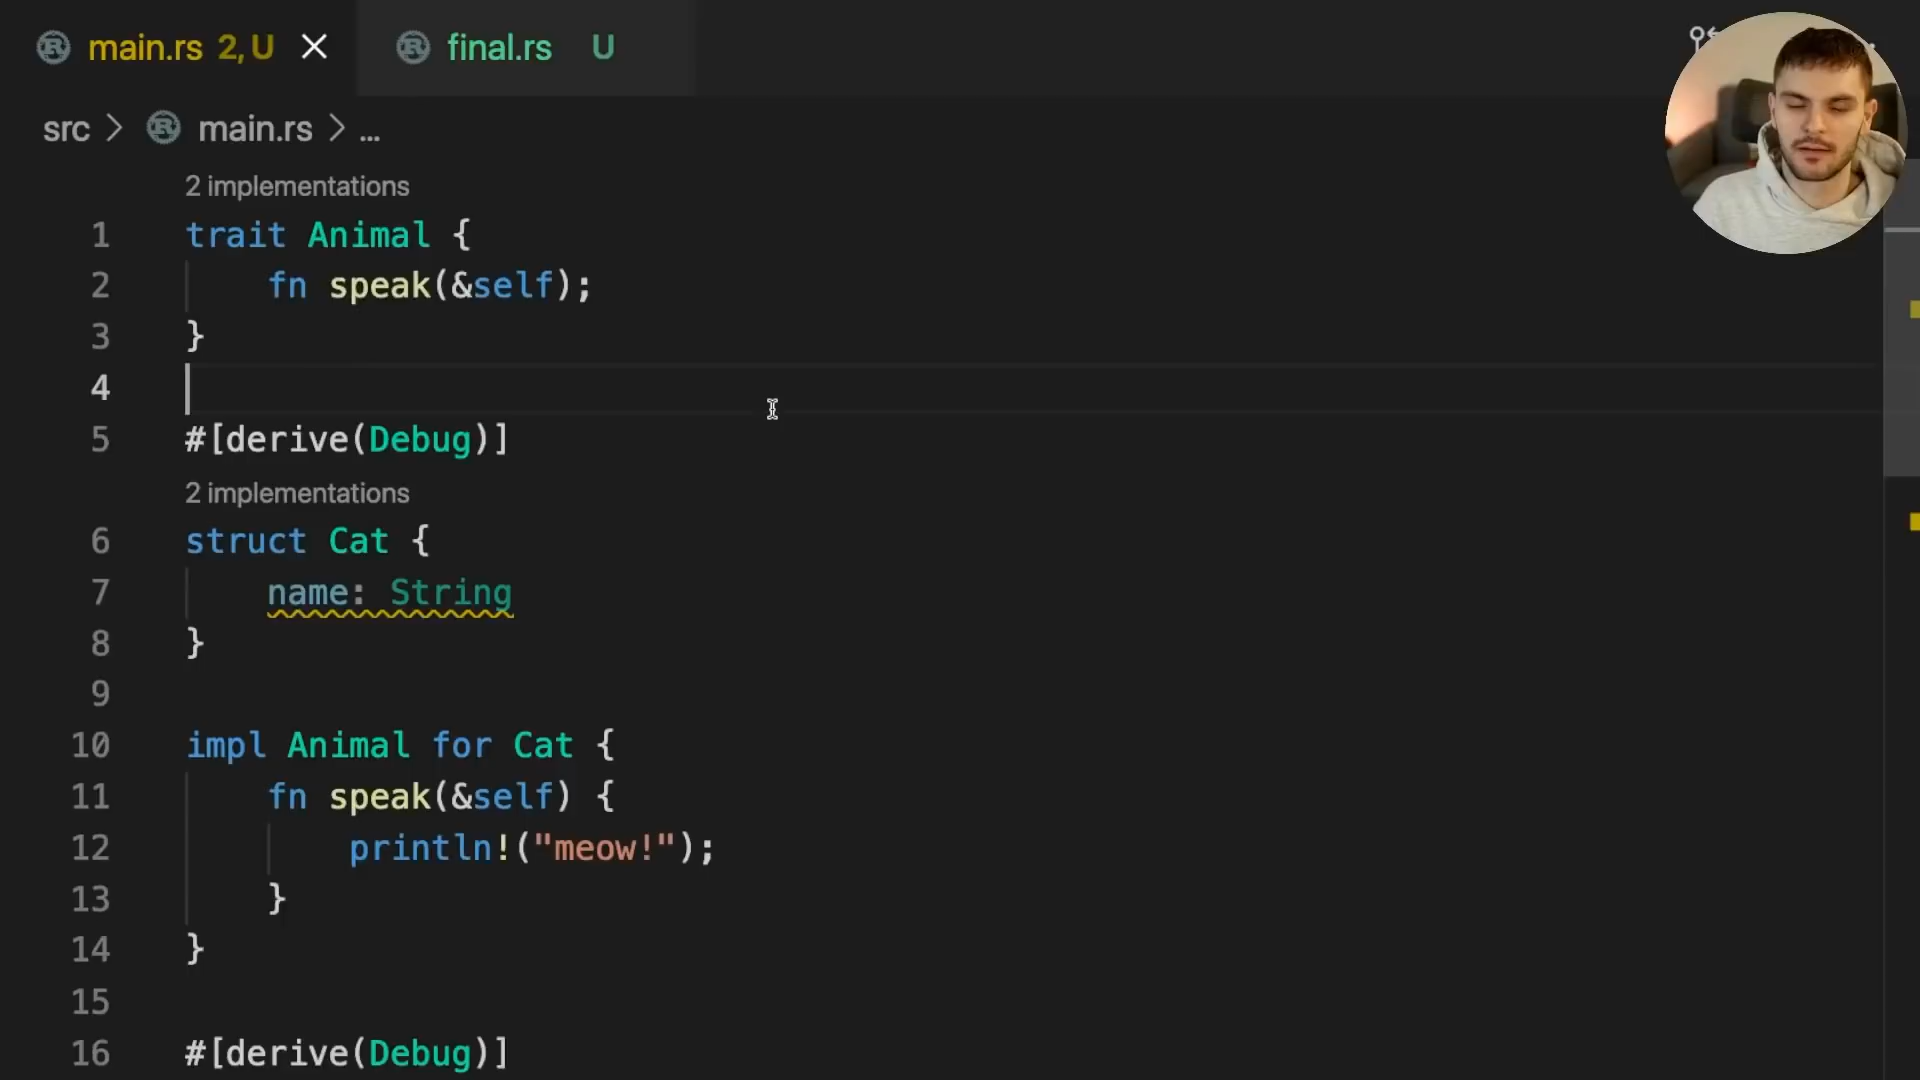 main.rs 2, U
final.rs U
src > main.rs > ...
2 implementations
1 trait Animal {
2 fn speak(&self);
3 }
4
5 #[derive(Debug)]
2 implementations
6 struct Cat {
7 name: String
8 }
9
10 impl Animal for Cat {
11 fn speak(&self) {
12 println!("meow!");
13 }
14 }
15
16 #[derive(Debug)]